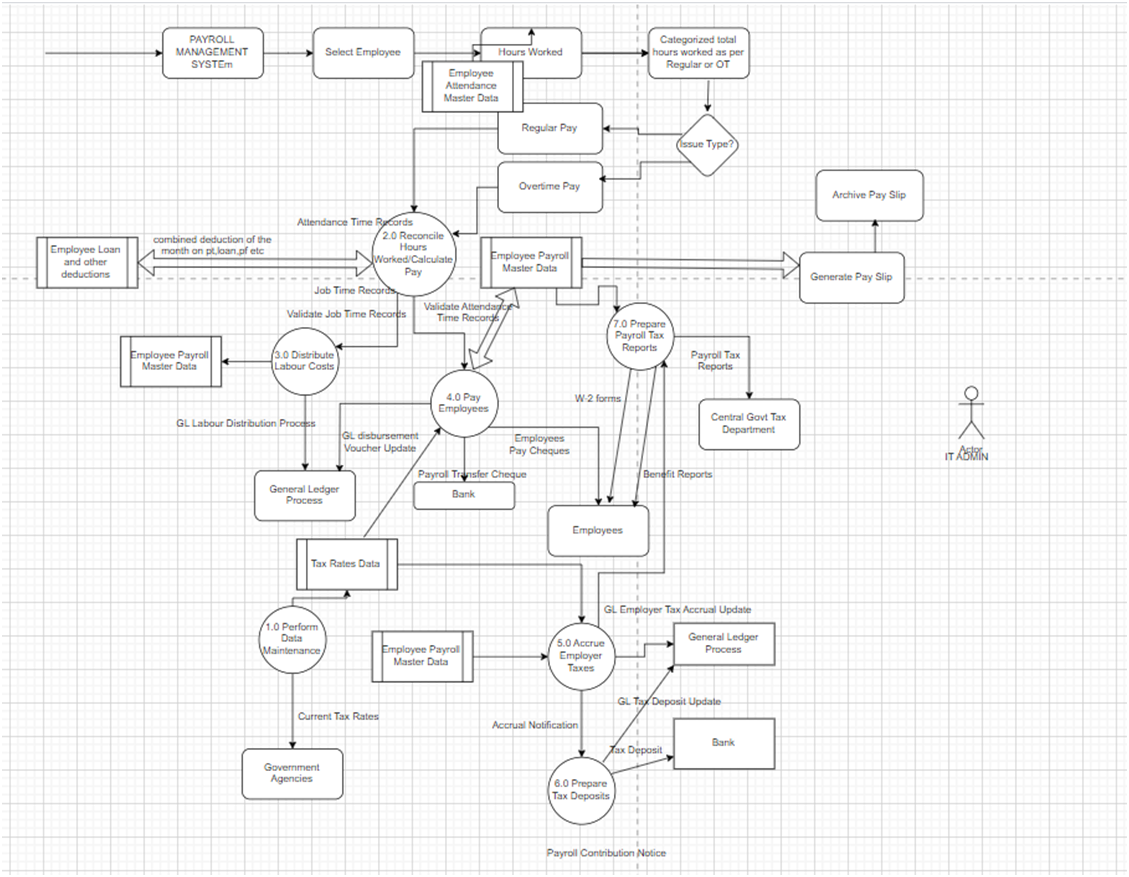 PAYROLL
MANAGEMENT
SYSTEm
Select Employee
Hours Worked
Categorized total
hours worked as per
Regular or OT
Employee
Attendance
Master Data
Regular Pay
Issue Type?
Overtime Pay
Archive Pay Slip
Attendance Time Records
2.0 Reconcile
Hours
Worked/Calculate
Pay
combined deduction of the
month on pt,loan,pf etc
Employee Loan
and other
deductions
Employee Payroll
Master Data
Generate Pay Slip
Job Time Records
Validate Job Time Records
Validate Attendance
Time Records
7.0 Prepare
Payroll Tax
Reports
Employee Payroll
Master Data
3.0 Distribute
Labour Costs
Payroll Tax
Reports
4.0 Pay
Employees
W-2 forms
Central Govt Tax
Department
GL Labour Distribution Process
GL disbursement
Voucher Update
Employees
Pay Cheques
Actor
IT ADMIN
Payroll Transfer Cheque
Benefit Reports
General Ledger
Process
Bank
Employees
Tax Rates Data
GL Employer Tax Accrual Update
1.0 Perform
Data
Maintenance
Employee Payroll
Master Data
5.0 Accrue
Employer
Taxes
General Ledger
Process
GL Tax Deposit Update
Current Tax Rates
Accrual Notification
Tax Deposit
Bank
Government
Agencies
6.0 Prepare
Tax Deposits
Payroll Contribution Notice